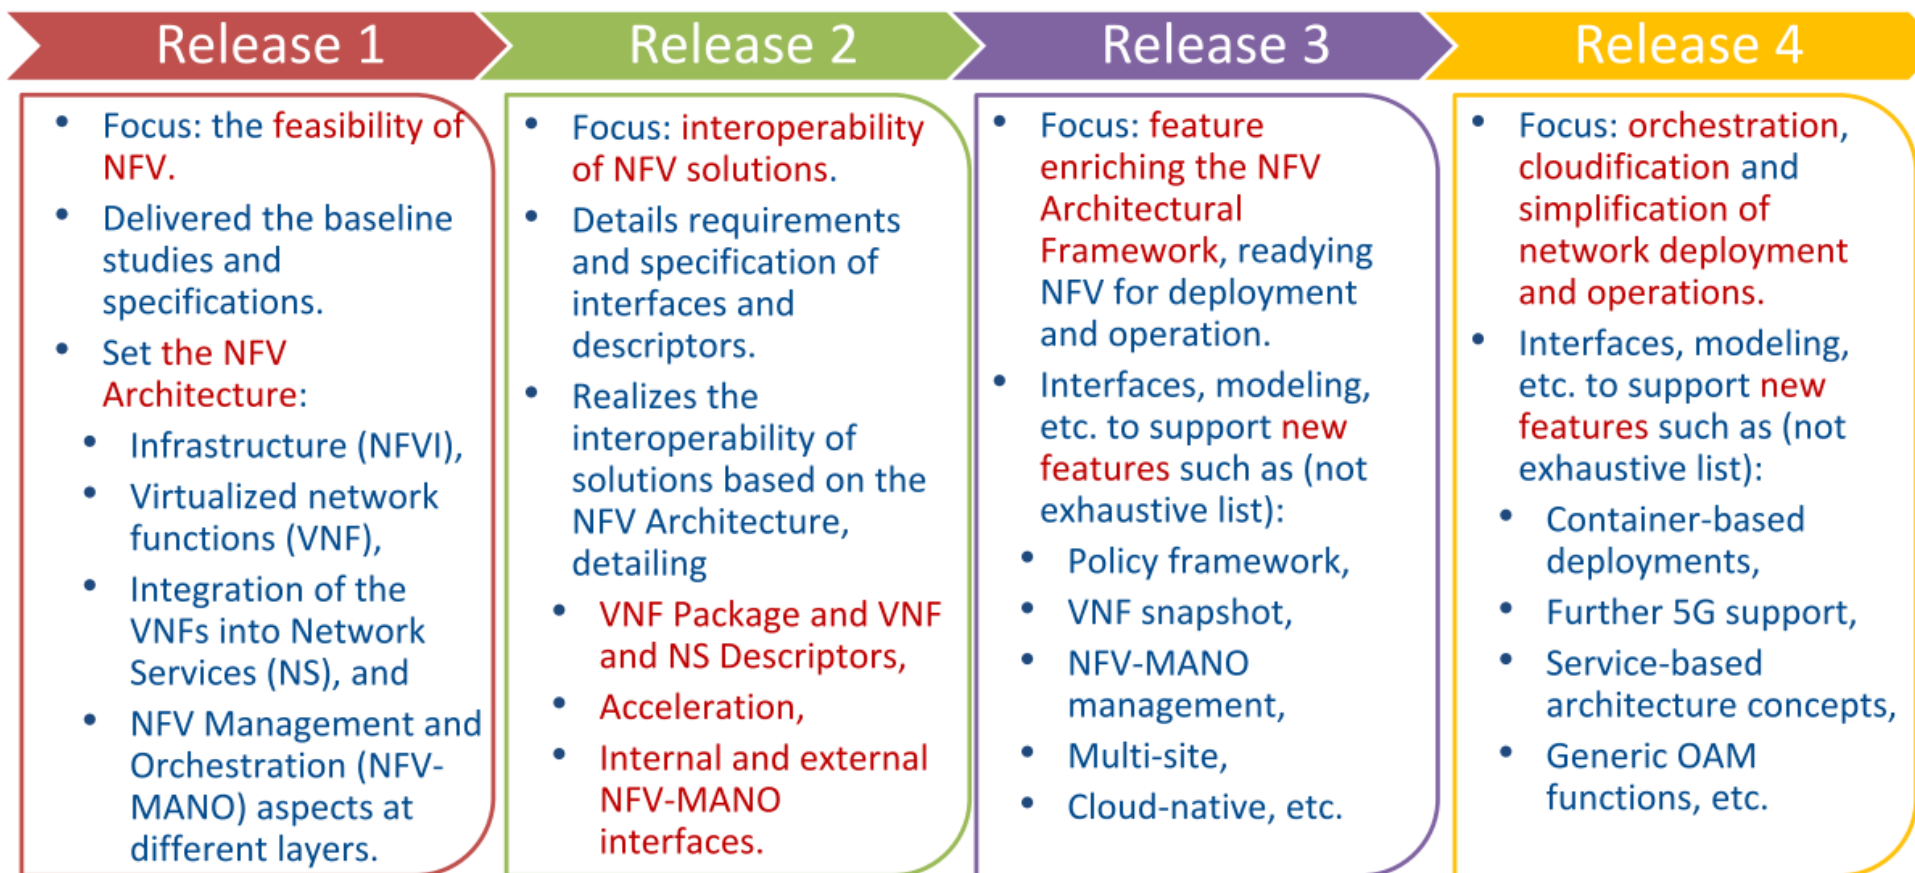 Release 1
Focus: the feasibility of
NFV.
Delivered the baseline
studies and
specifications.
Set the NFV
Architecture:
Infrastructure (NFVI),
Virtualized network
functions (VNF),
Integration of the
VNFs into Network
Services (NS), and
NFV Management and
Orchestration (NFV-
MANO) aspects at
different layers.
Release 2
Focus: interoperability
of NFV solutions.
Details requirements
and specification of
interfaces and
descriptors.
Realizes the
interoperability of
solutions based on the
NFV Architecture,
detailing
VNF Package and VNF
and NS Descriptors,
Acceleration,
Internal and external
NFV-MANO
interfaces.
Release 3
Focus: feature
enriching the NFV
Architectural
Framework, readying
NFV for deployment
and operation.
Interfaces, modeling,
etc. to support new
features such as (not
exhaustive list):
Policy framework,
VNF snapshot,
NFV-MANO
management,
Multi-site,
Cloud-native, etc.
Release 4
Focus: orchestration,
cloudification and
simplification of
network deployment
and operations.
Interfaces, modeling,
etc. to support new
features such as (not
exhaustive list):
Container-based
deployments,
Further 5G support,
Service-based
architecture concepts,
Generic OAM
functions, etc.